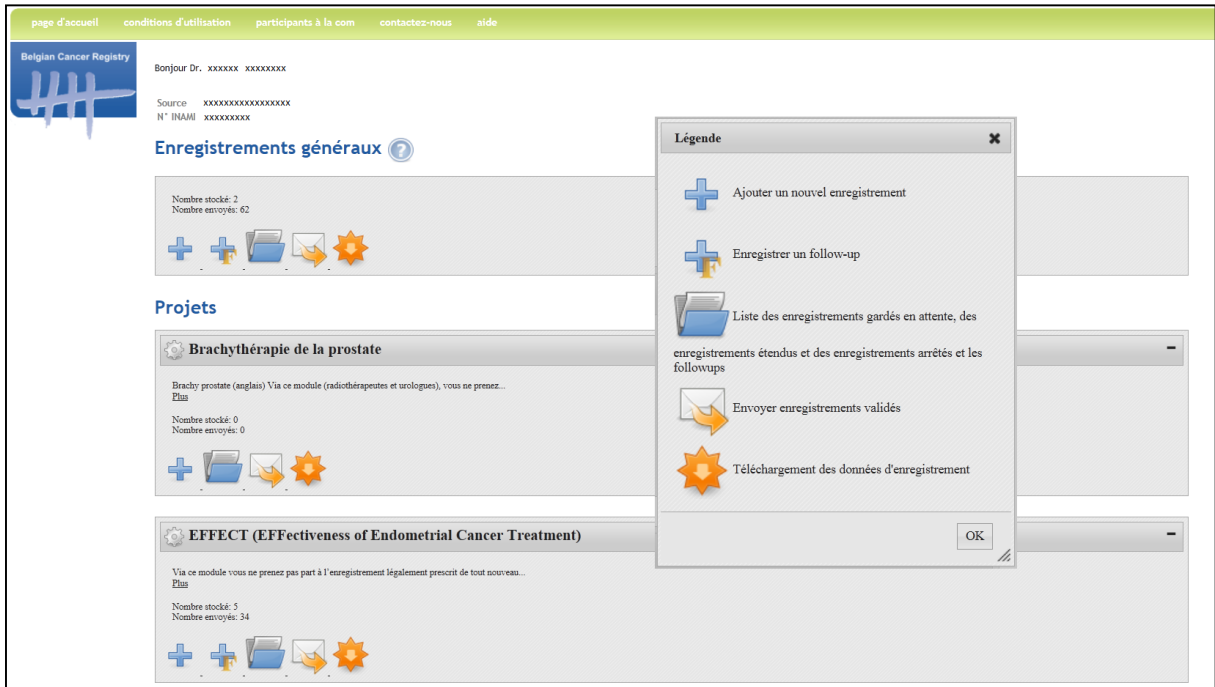 page d'accueil conditions d'utilisation participants à la com contactez-nous aide
Belgian Cancer Registry
Bonjour Dr. xxxxxx xxxxxxxx
Source xxxxxxxxxxxxxxxxx
N° INAMI xxxxxxxxx
Enregistrements généraux ?
Nombre stocké: 2
Nombre envoyés: 62
F
Projets
Brachythérapie de la prostate
Brachy prostate (anglais) Via ce module (radiothérapeutes et urologues), vous ne prenez...
Plus
Nombre stocké: 0
Nombre envoyés: 0
EFFECT (EFFectiveness of Endometrial Cancer Treatment)
Via ce module vous ne prenez pas part à l'enregistrement légalement prescrit de tout nouveau...
Plus
Nombre stocké: 5
Nombre envoyés: 34
F
Légende
Ajouter un nouvel enregistrement
F Enregistrer un follow-up
Liste des enregistrements gardés en attente, des
enregistrements étendus et des enregistrements arrêtés et les
followups
Envoyer enregistrements validés
Téléchargement des données d'enregistrement
OK